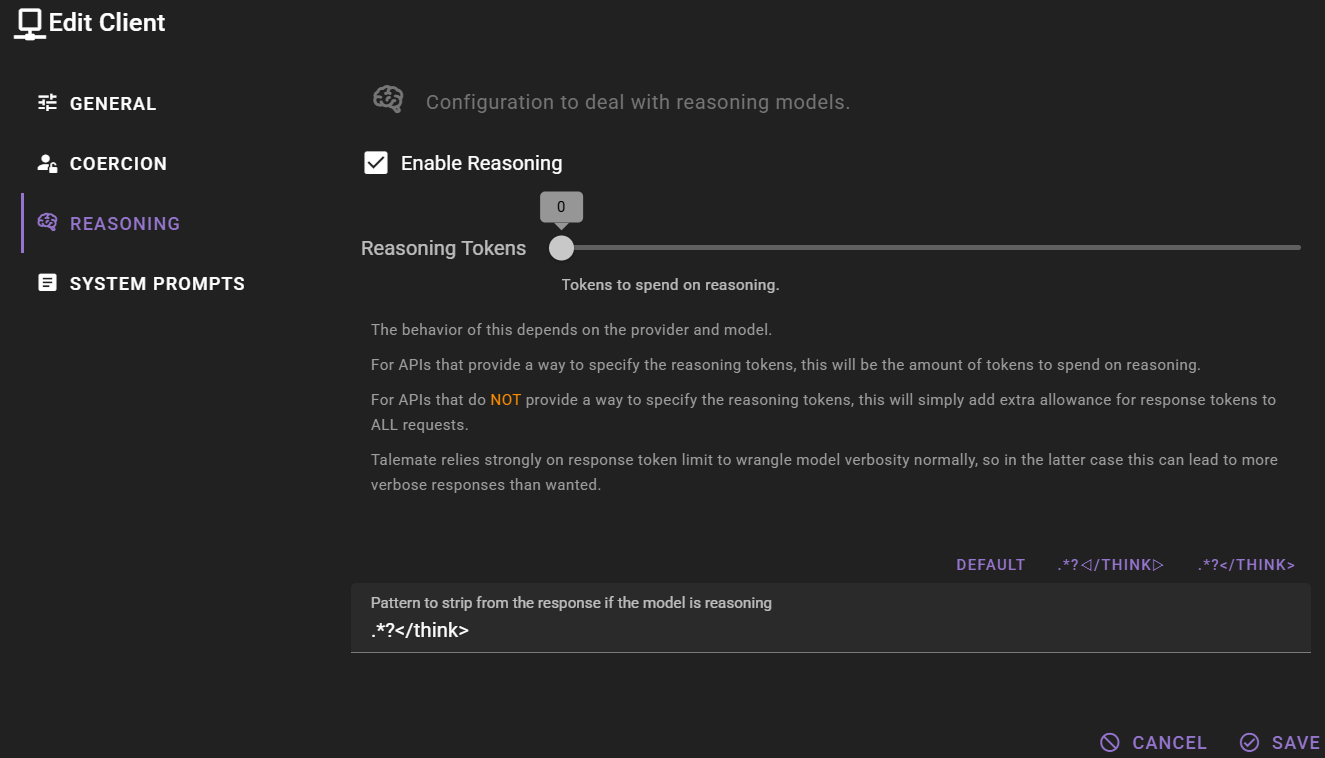 Edit Client
GENERAL
COERCION
REASONING
SYSTEM PROMPTS
Configuration to deal with reasoning models.
Enable Reasoning
0
Reasoning Tokens
Tokens to spend on reasoning.
The behavior of this depends on the provider and model.
For APIs that provide a way to specify the reasoning tokens, this will be the amount of tokens to spend on reasoning.
For APIs that do NOT provide a way to specify the reasoning tokens, this will simply add extra allowance for response tokens to
ALL requests.
Talemate relies strongly on response token limit to wrangle model verbosity normally, so in the latter case this can lead to more
verbose responses than wanted.
DEFAULT .*?◁/THINK▷ .*?</THINK>
Pattern to strip from the response if the model is reasoning
.*?</think>
CANCEL SAVE